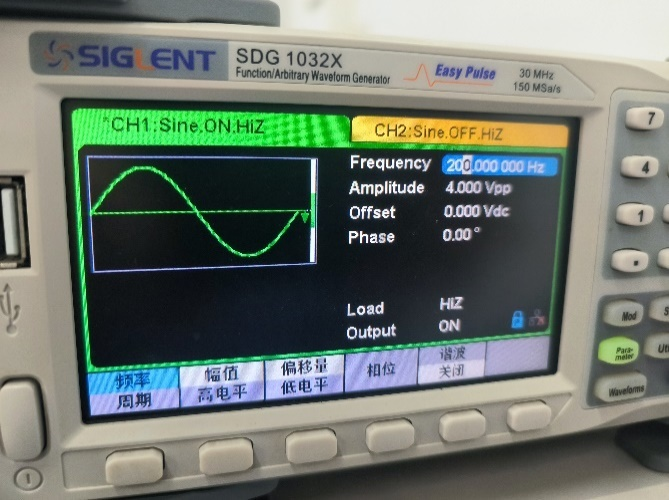 SIGLENT
SDG 1032X
Function/Arbitrary Waveform Generator
Easy Pulse
30 MHz
150 MSa/s
CH1:Sine.ON.HiZ
CH2:Sine.OFF.HiZ
Frequency 200.000 000 Hz
Amplitude 4.000 Vpp
Offset 0.000 Vdc
Phase 0.00 °
Load HiZ
Output ON
频率 幅值 偏移量 相位 谐波
周期 高电平 低电平 关闭
7
4
1
.
Mod
Para-
meter
Waveforms